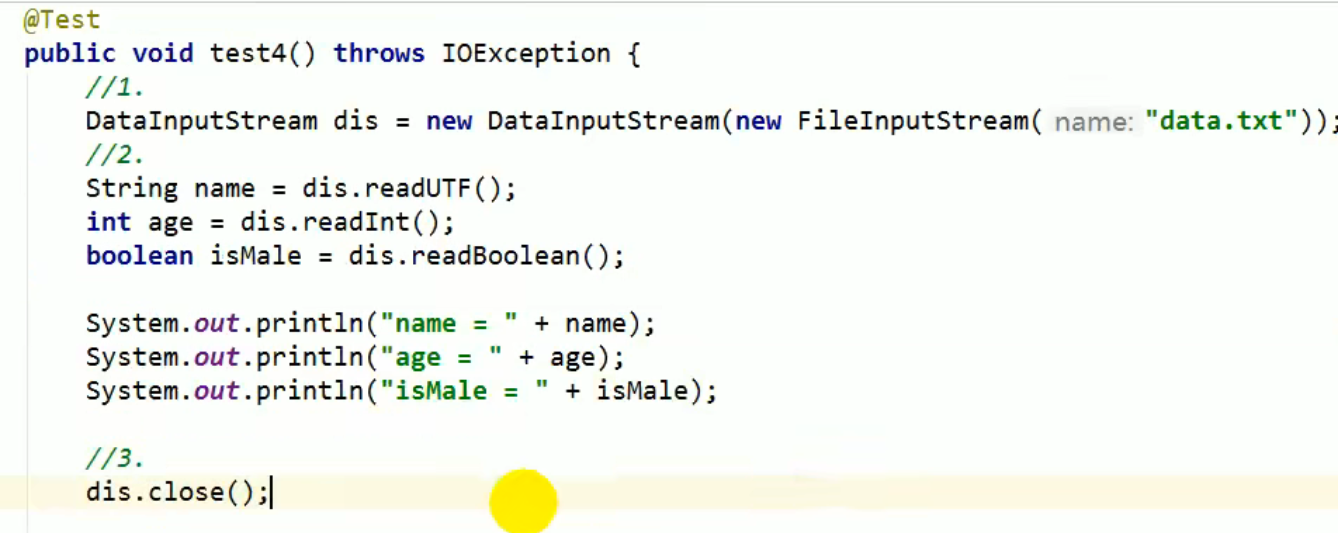 @Test
public void test4() throws IOException {
//1.
DataInputStream dis = new DataInputStream(new FileInputStream( name: "data.txt"));
//2.
String name = dis.readUTF();
int age = dis.readInt();
boolean isMale = dis.readBoolean();
System.out.println("name = " + name);
System.out.println("age = " + age);
System.out.println("isMale = " + isMale);
//3.
dis.close();